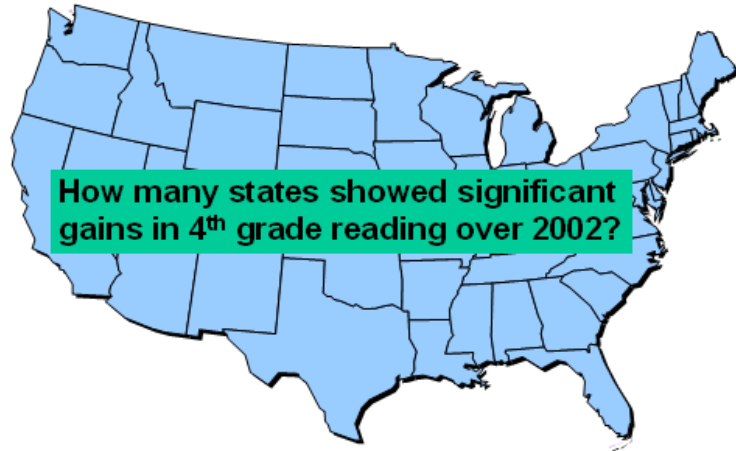 How many states showed significant
gains in 4th grade reading over 2002?